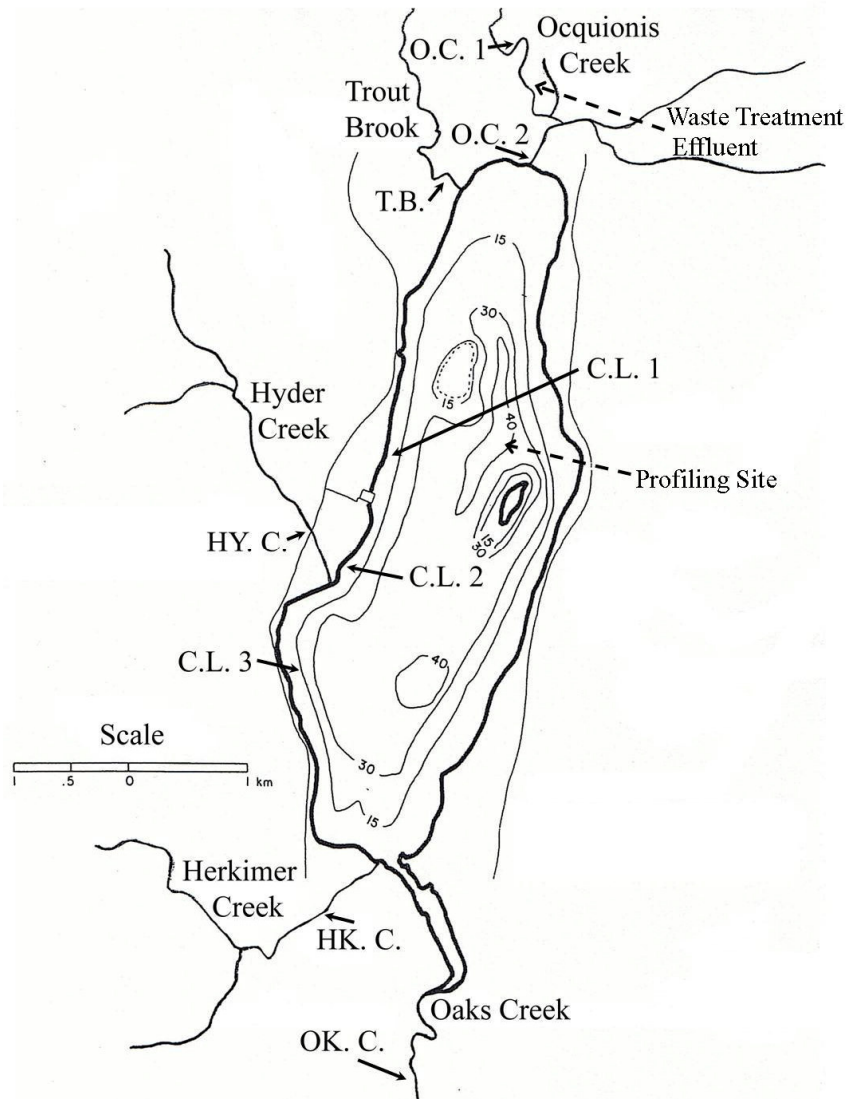 Ocquionis
Creek
O.C. 1
Trout
Brook
Waste Treatment
Effluent
O.C. 2
T.B.
15
30
C.L. 1
15
Hyder
Creek
40
Profiling Site
HY. C.
15
30
C.L. 2
C.L. 3
40
Scale
30
1 .5 0 1 km
15
Herkimer
Creek
HK. C.
Oaks Creek
OK. C.